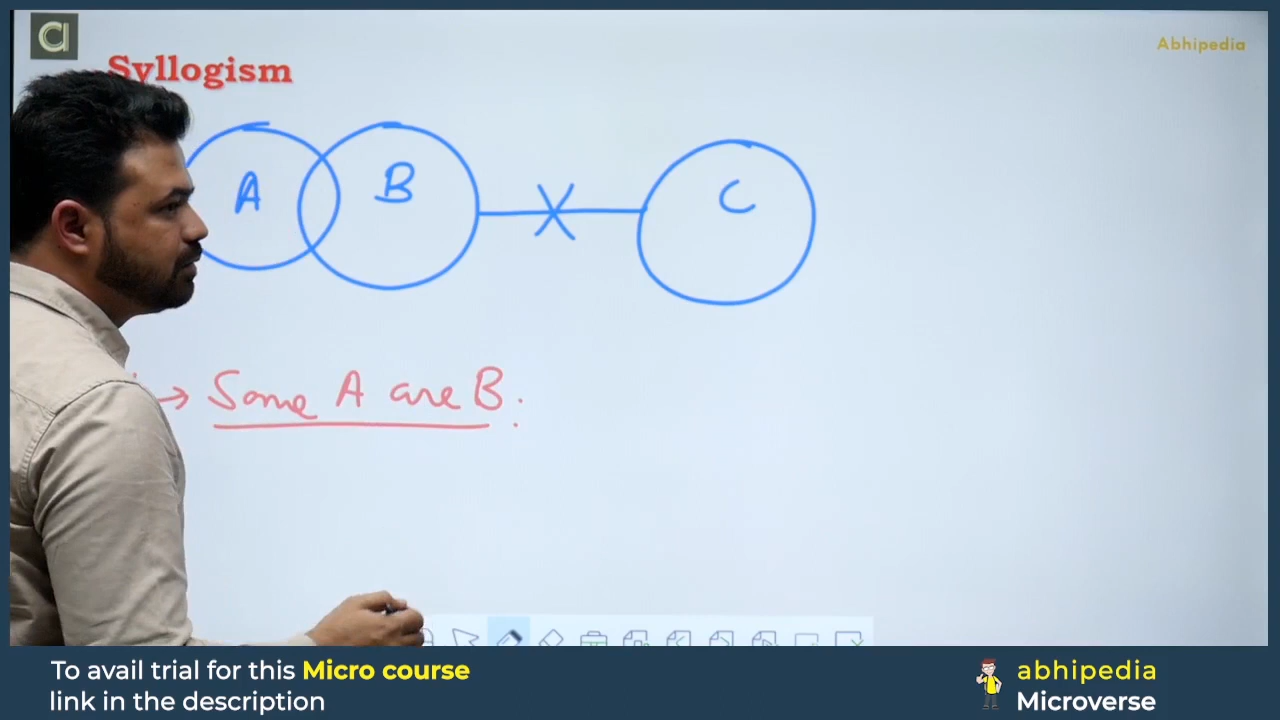 Abhipedia
Syllogism
A B C
→ Some A are B.
To avail trial for this Micro course
link in the description
abhipedia
Microverse